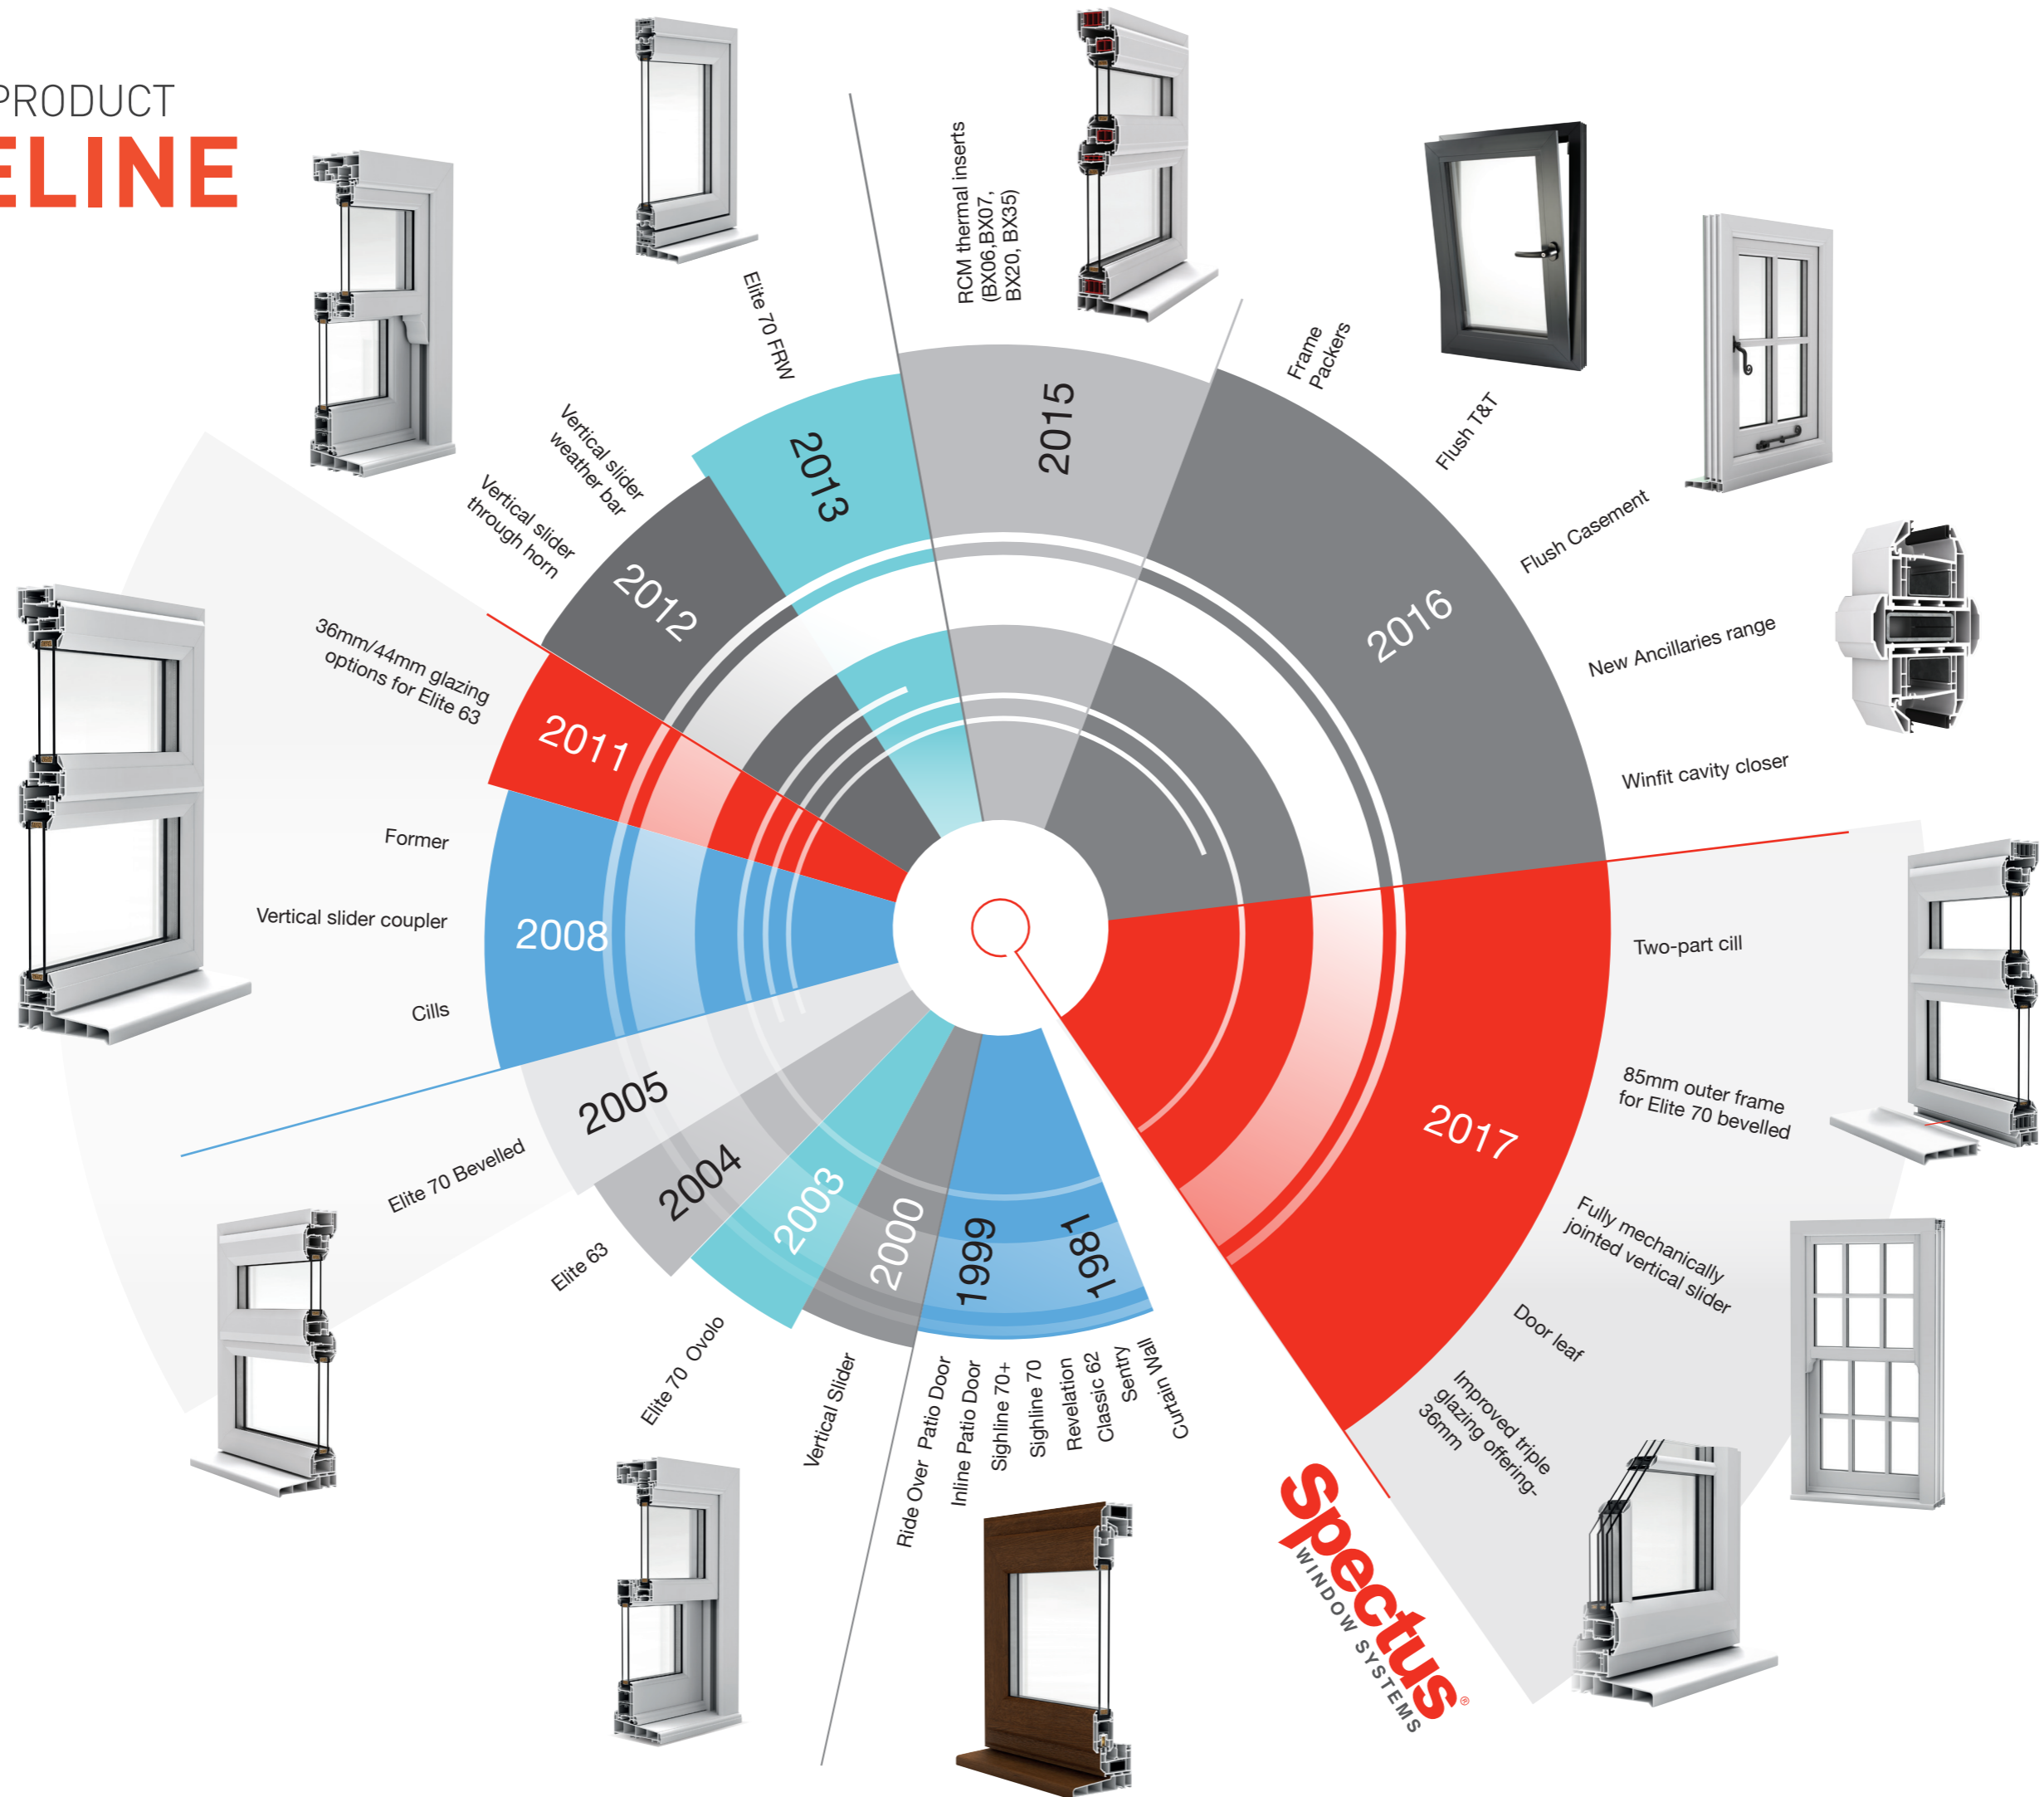 PRODUCT
ELINE
1981
Curtain Wall
Sentry
Classic 62
Revelation
Sighline 70
Sighline 70+
Inline Patio Door
Ride Over Patio Door
1999
2000
Vertical Slider
2003
Elite 70 Ovolo
2004
Elite 63
2005
Elite 70 Bevelled
2008
Cills
Vertical slider coupler
Former
2011
36mm/44mm glazing
options for Elite 63
2012
Vertical slider
through horn
Vertical slider
weather bar
2013
Elite 70 FRW
2015
RCM thermal inserts
(BX06,BX07,
BX20, BX35)
2016
Frame
Packers
Flush T&T
Flush Casement
New Ancillaries range
Winfit cavity closer
2017
Two-part cill
85mm outer frame
for Elite 70 bevelled
Fully mechanically
jointed vertical slider
Door leaf
Improved triple
glazing offering-
36mm
Spectus®
WINDOW SYSTEMS